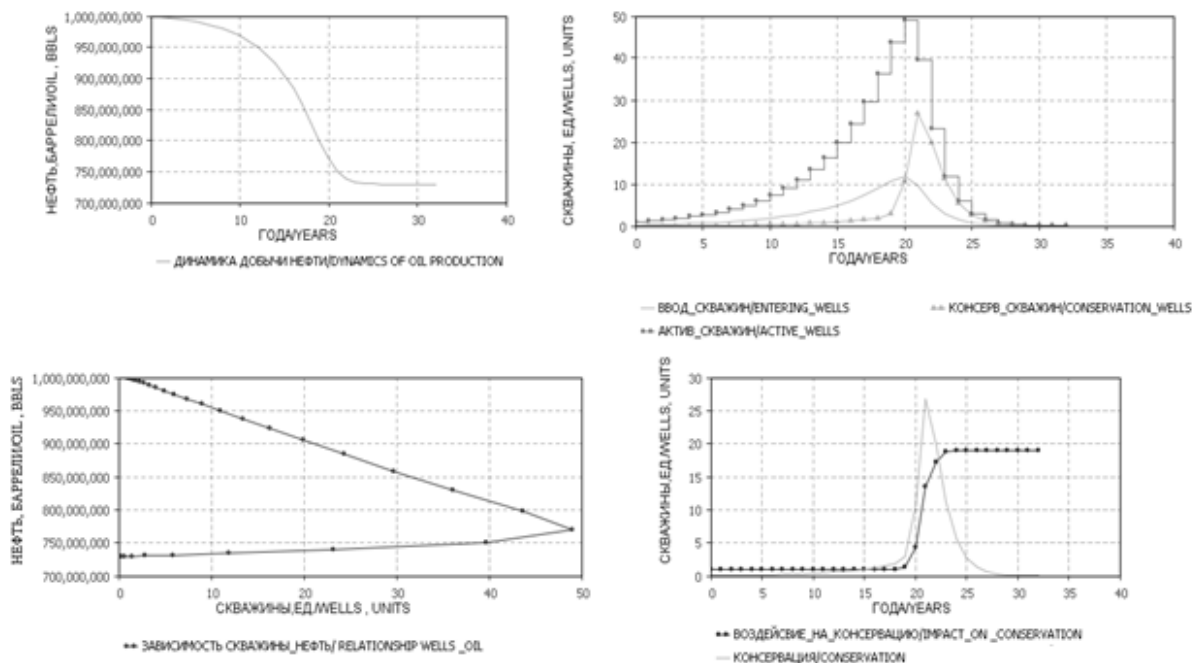 НЕФТЬ,БАРРЕЛИ/OIL , BBLS
1,000,000,000
950,000,000
900,000,000
850,000,000
800,000,000
750,000,000
700,000,000
0 10 20 30 40
ГОДА/YEARS
ДИНАМИКА ДОБЫЧИ НЕФТИ/DYNAMICS OF OIL PRODUCTION
СКВАЖИНЫ, ЕД./WELLS, UNITS
50
40
30
20
10
0
0 5 10 15 20 25 30 35 40
ГОДА/YEARS
ВВОД_СКВАЖИН/ENTERING_WELLS
КОНСЕРВ_СКВАЖИН/CONSERVATION_WELLS
АКТИВ_СКВАЖИН/ACTIVE_WELLS
НЕФТЬ, БАРРЕЛИ/OIL , BBLS
1,000,000,000
950,000,000
900,000,000
850,000,000
800,000,000
750,000,000
700,000,000
0 10 20 30 40 50
СКВАЖИНЫ,ЕД./WELLS , UNITS
ЗАВИСИМОСТЬ СКВАЖИНЫ_НЕФТЬ/ RELATIONSHIP WELLS _OIL
СКВАЖИНЫ,ЕД./WELLS, UNITS
30
25
20
15
10
5
0
0 5 10 15 20 25 30 35 40
ГОДА/YEARS
ВОЗДЕЙСВИЕ_НА_КОНСЕРВАЦИЮ/IMPACT_ON _CONSERVATION
КОНСЕРВАЦИЯ/CONSERVATION